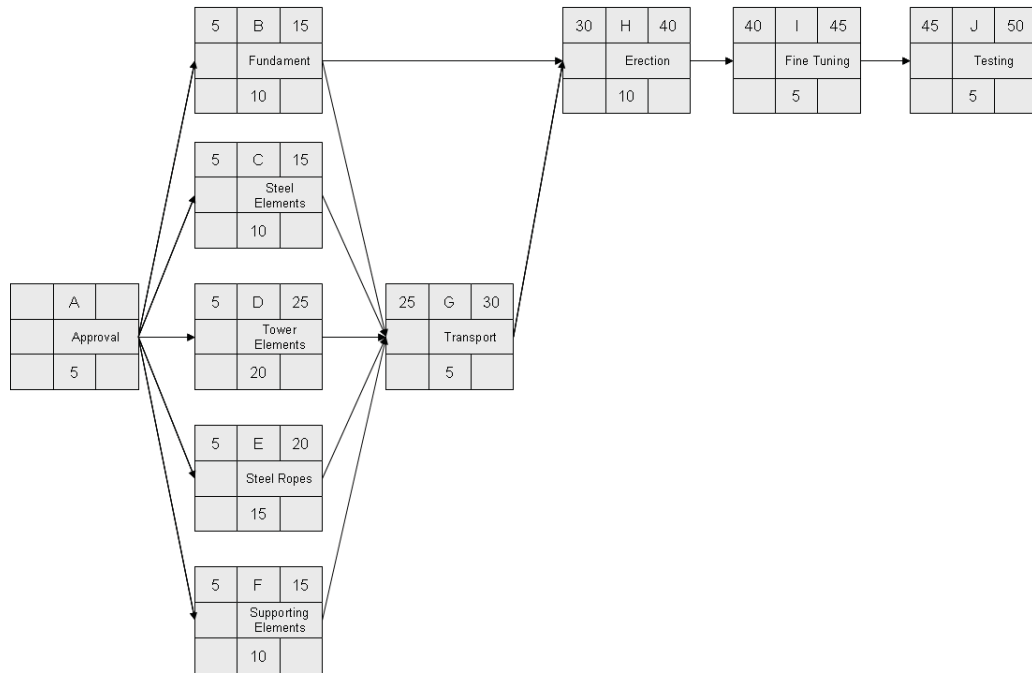 5 B 15
Fundament
10
30 H 40
Erection
10
40 I 45
Fine Tuning
5
45 J 50
Testing
5
5 C 15
Steel
Elements
10
A
Approval
5
5 D 25
Tower
Elements
20
25 G 30
Transport
5
5 E 20
Steel Ropes
15
5 F 15
Supporting
Elements
10